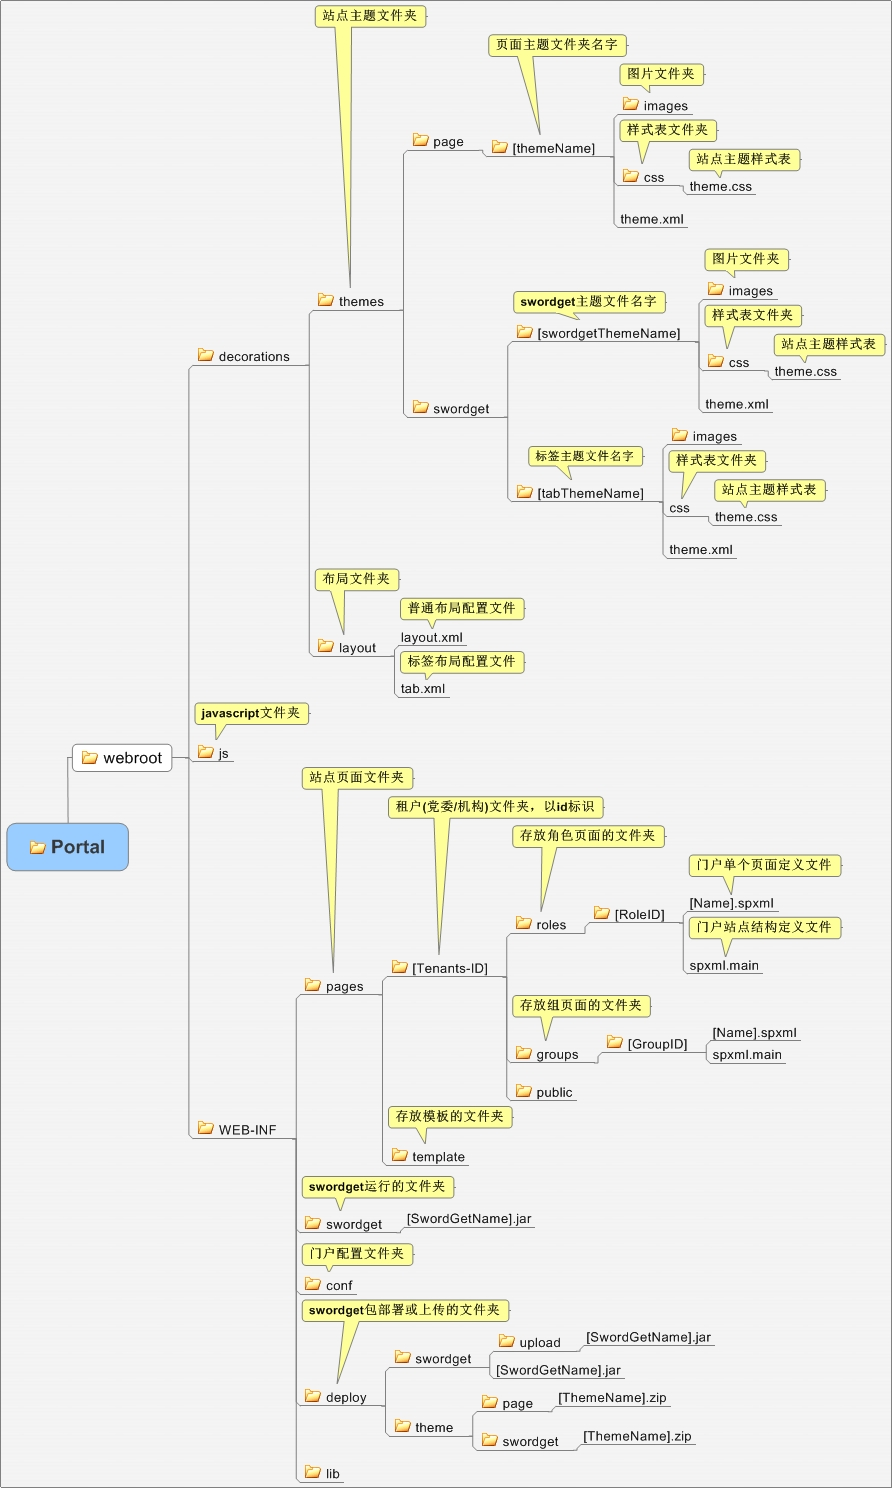 站点主题文件夹
页面主题文件夹名字
图片文件夹
images
样式表文件夹
page
[themeName]
站点主题样式表
css
theme.css
theme.xml
图片文件夹
images
swordget主题文件名字
themes
样式表文件夹
[swordgetThemeName]
站点主题样式表
decorations
css
theme.css
theme.xml
swordget
images
标签主题文件名字
样式表文件夹
[tabThemeName]
站点主题样式表
css
theme.css
theme.xml
布局文件夹
普通布局配置文件
layout.xml
layout
标签布局配置文件
tab.xml
javascript文件夹
js
webroot
站点页面文件夹
租户(党委/机构)文件夹，以id标识
存放角色页面的文件夹
Portal
门户单个页面定义文件
[Name].spxml
roles
[RoleID]
门户站点结构定义文件
spxml.main
[Tenants-ID]
pages
存放组页面的文件夹
[Name].spxml
groups
[GroupID]
spxml.main
public
存放模板的文件夹
WEB-INF
template
swordget运行的文件夹
swordget
[SwordGetName].jar
门户配置文件夹
conf
swordget包部署或上传的文件夹
upload
[SwordGetName].jar
swordget
[SwordGetName].jar
deploy
page
[ThemeName].zip
theme
swordget
[ThemeName].zip
lib